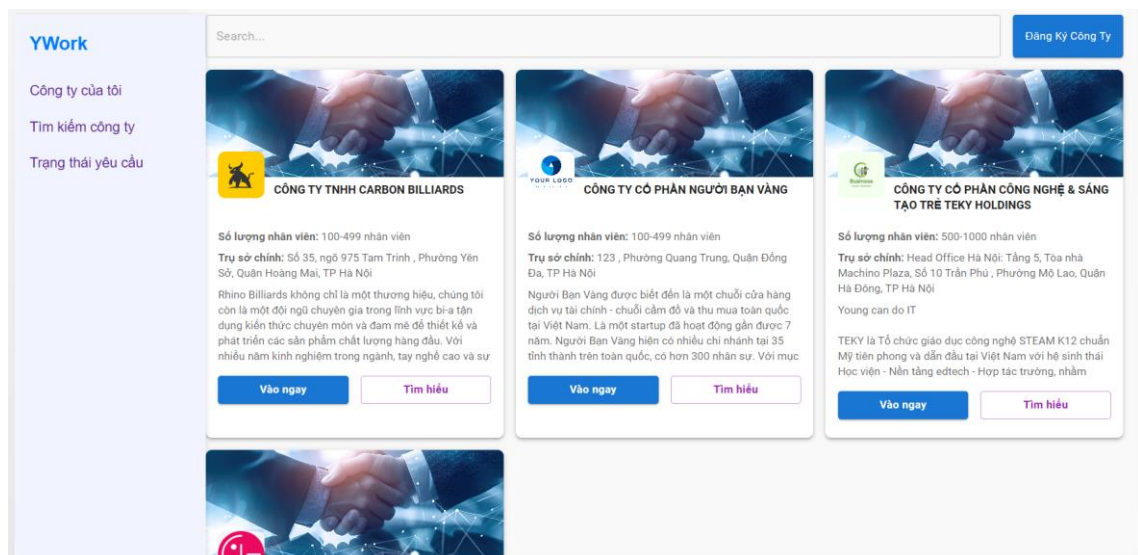 YWork
Công ty của tôi
Tìm kiếm công ty
Trạng thái yêu cầu
Search...
Đăng Ký Công Ty
CÔNG TY TNHH CARBON BILLIARDS
Số lượng nhân viên: 100-499 nhân viên
Trụ sở chính: Số 35, ngõ 975 Tam Trinh , Phường Yên
Sở, Quận Hoàng Mai, TP Hà Nội
Rhino Billiards không chỉ là một thương hiệu, chúng tôi
còn là một đội ngũ chuyên gia trong lĩnh vực bi-a tận
dụng kiến thức chuyên môn và đam mê để thiết kế và
phát triển các sản phẩm chất lượng hàng đầu. Với
nhiều năm kinh nghiệm trong ngành, tay nghề cao và sự
Vào ngay
Tìm hiểu
YOUR LOGO
CÔNG TY CỔ PHẦN NGƯỜI BẠN VÀNG
Số lượng nhân viên: 100-499 nhân viên
Trụ sở chính: 123 , Phường Quang Trung, Quận Đống
Đa, TP Hà Nội
Người Bạn Vàng được biết đến là một chuỗi cửa hàng
dịch vụ tài chính - chuỗi cầm đồ và thu mua toàn quốc
tại Việt Nam. Là một startup đã hoạt động gần được 7
năm. Người Bạn Vàng hiện có nhiều chi nhánh tại 35
tỉnh thành trên toàn quốc, có hơn 300 nhân sự. Với mục
Vào ngay
Tìm hiểu
Business
CÔNG TY CỔ PHẦN CÔNG NGHỆ & SÁNG
TẠO TRẺ TEKY HOLDINGS
Số lượng nhân viên: 500-1000 nhân viên
Trụ sở chính: Head Office Hà Nội: Tầng 5, Tòa nhà
Machino Plaza, Số 10 Trần Phú , Phường Mộ Lao, Quận
Hà Đông, TP Hà Nội
Young can do IT
TEKY là Tổ chức giáo dục công nghệ STEAM K12 chuẩn
Mỹ tiên phong và dẫn đầu tại Việt Nam với hệ sinh thái
Học viện - Nền tảng edtech - Hợp tác trường, nhằm
Vào ngay
Tìm hiểu